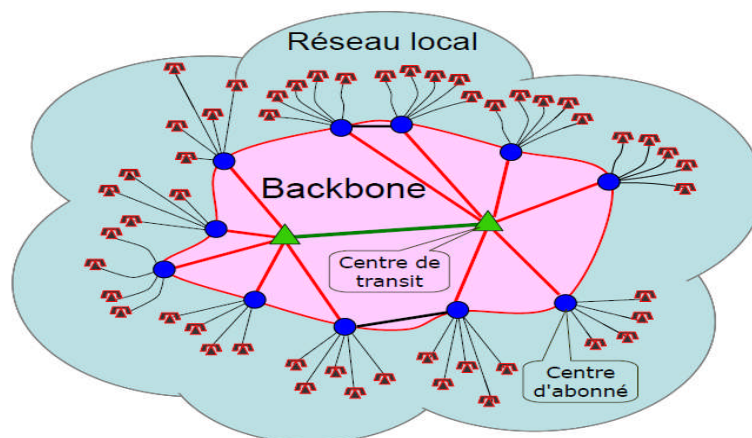 Réseau local
Backbone
Centre de
transit
Centre
d'abonné